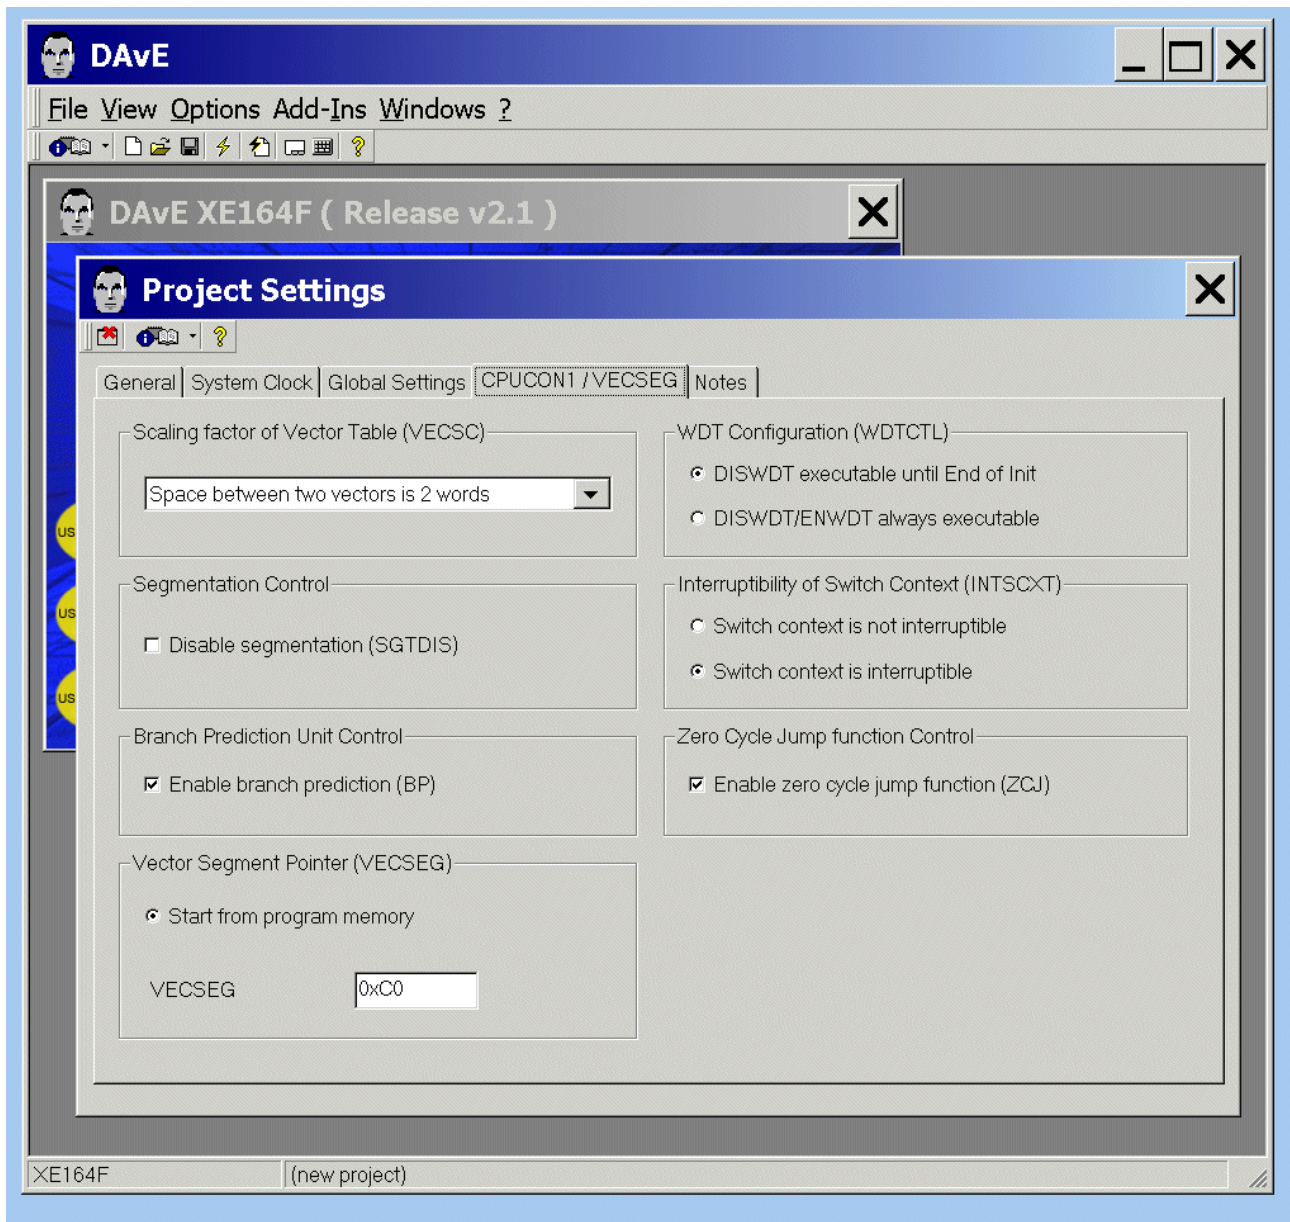 DAvE
File View Options Add-Ins Windows ?
DAvE XE164F ( Release v2.1 )
Project Settings
General System Clock Global Settings CPUCON1 / VECSEG Notes
Scaling factor of Vector Table (VECSC)
Space between two vectors is 2 words
WDT Configuration (WDTCTL)
DISWDT executable until End of Init
DISWDT/ENWDT always executable
Segmentation Control
Disable segmentation (SGTDIS)
Interruptibility of Switch Context (INTSCXT)
Switch context is not interruptible
Switch context is interruptible
Branch Prediction Unit Control
Enable branch prediction (BP)
Zero Cycle Jump function Control
Enable zero cycle jump function (ZCJ)
Vector Segment Pointer (VECSEG)
Start from program memory
VECSEG 0xC0
US
US
US
XE164F (new project)